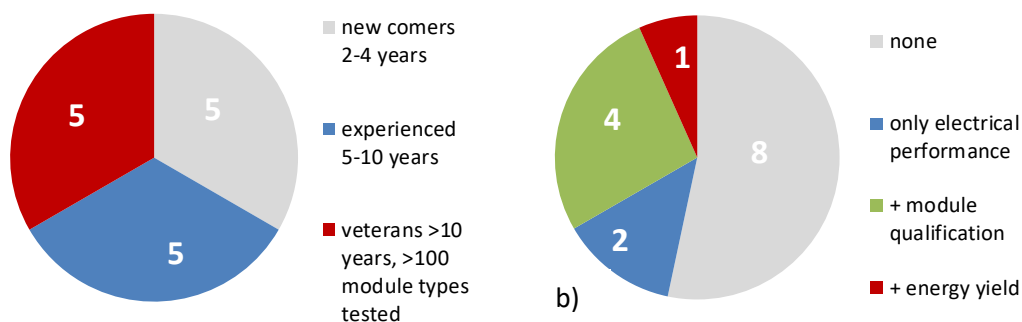 5
5
5
new comers
2-4 years
experienced
5-10 years
veterans >10
years, >100
module types
tested
1
4
8
2
b)
none
only electrical
performance
+ module
qualification
+ energy yield